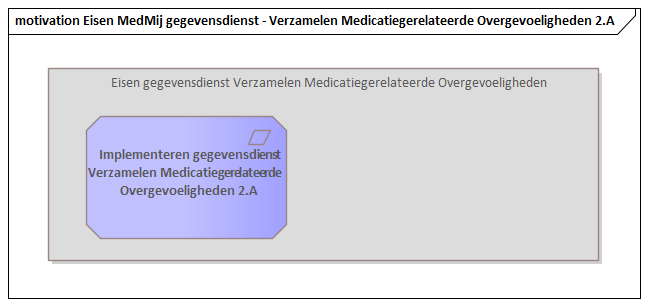 motivation Eisen MedMij gegevensdienst - Verzamelen Medicatiegerelateerde Overgevoeligheden 2.A
Eisen gegevensdienst Verzamelen Medicatiegerelateerde Overgevoeligheden
Implementeren gegevensdienst
Verzamelen Medicatiegerelateerde
Overgevoeligheden 2.A